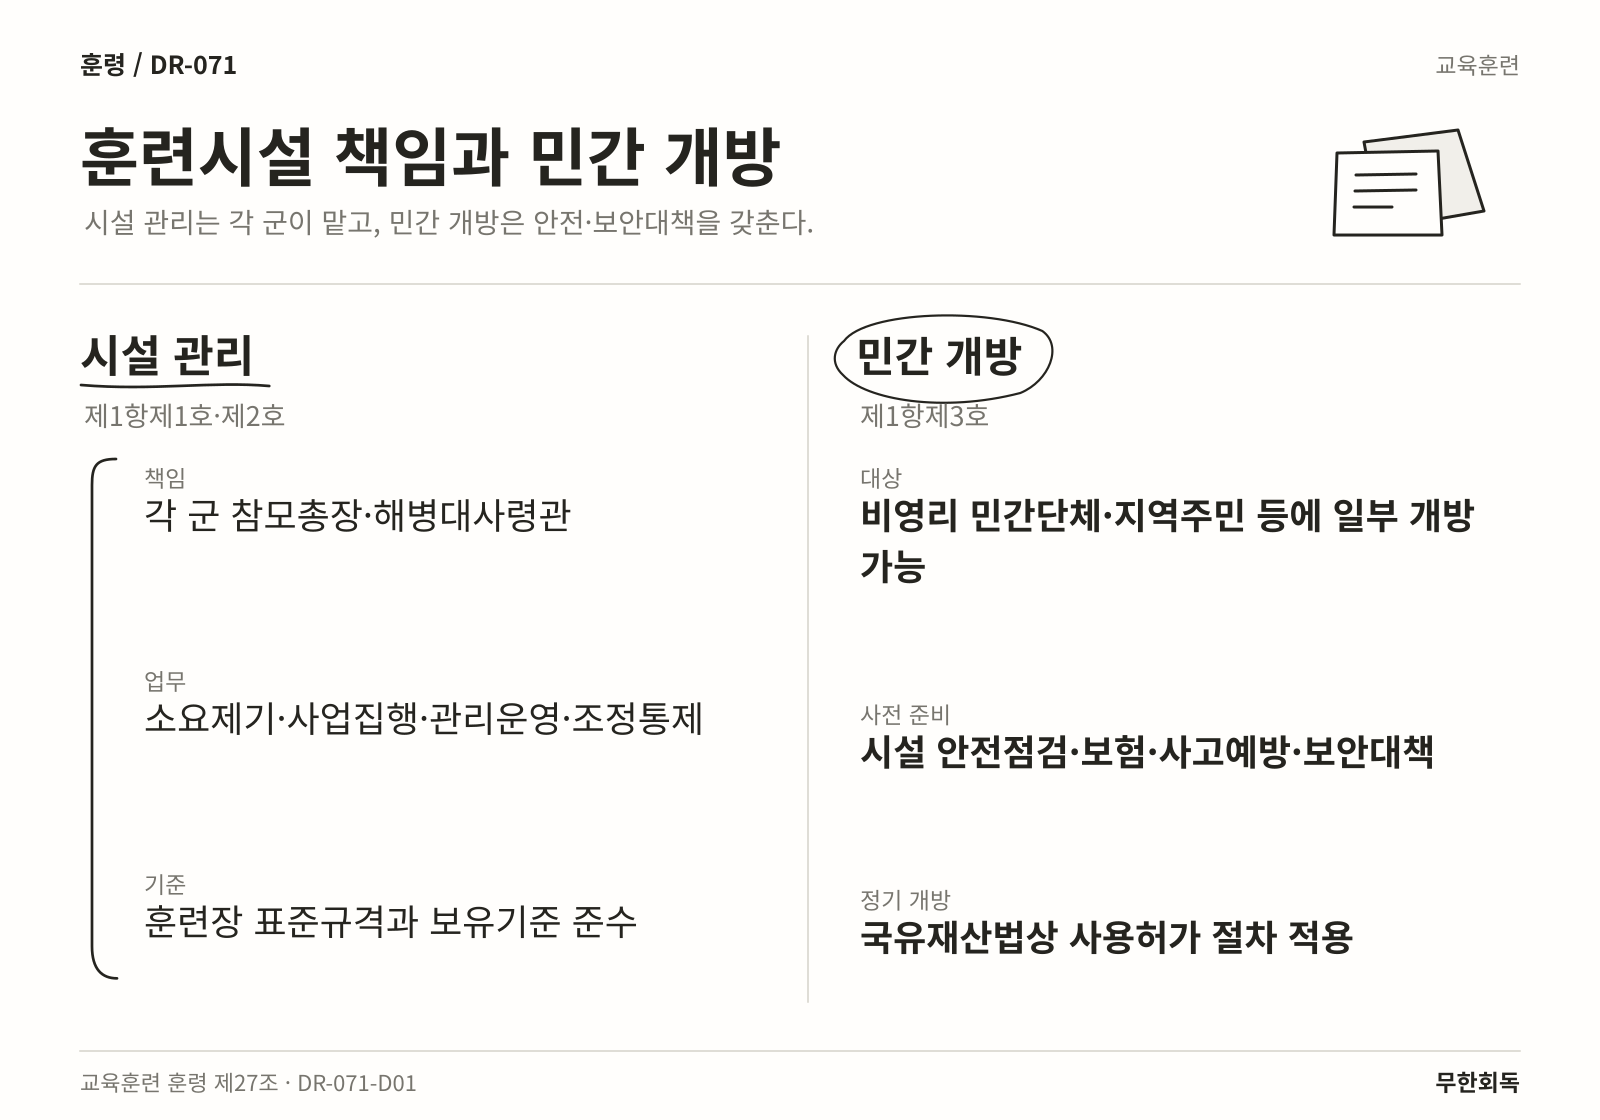 훈령 / DR-071
교육훈련
훈련시설 책임과 민간 개방
시설 관리는 각 군이 맡고, 민간 개방은 안전·보안대책을 갖춘다.
시설 관리
제1항제1호·제2호
책임
각 군 참모총장·해병대사령관
업무
소요제기·사업집행·관리운영·조정통제
기준
훈련장 표준규격과 보유기준 준수
민간 개방
제1항제3호
대상
비영리 민간단체·지역주민 등에 일부 개방
가능
사전 준비
시설 안전점검·보험·사고예방·보안대책
정기 개방
국유재산법상 사용허가 절차 적용
교육훈련 훈령 제27조 · DR-071-D01
무한회독